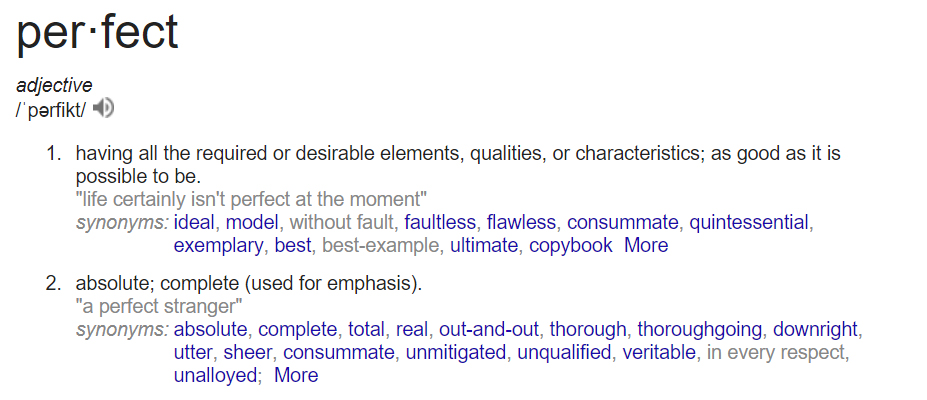 per·fect
adjective
/ˈpərfikt/
1. having all the required or desirable elements, qualities, or characteristics; as good as it is
possible to be.
"life certainly isn't perfect at the moment"
synonyms: ideal, model, without fault, faultless, flawless, consummate, quintessential,
exemplary, best, best-example, ultimate, copybook More
2. absolute; complete (used for emphasis).
"a perfect stranger"
synonyms: absolute, complete, total, real, out-and-out, thorough, thoroughgoing, downright,
utter, sheer, consummate, unmitigated, unqualified, veritable, in every respect,
unalloyed; More